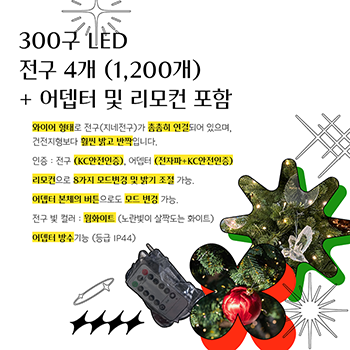 300구 LED
전구 4개 (1,200개)
+ 어뎁터 및 리모컨 포함
와이어 형태로 전구(지네전구)가 촘촘히 연결되어 있으며,
건전지형보다 훨씬 밝고 반짝입니다.
인증 : 전구 (KC안전인증), 어뎁터 (전자파+KC안전인증)
리모컨으로 8가지 모드변경 및 밝기 조절 가능.
어뎁터 본체의 버튼으로도 모드 변경 가능.
전구 빛 컬러 : 웜화이트 (노란빛이 살짝도는 화이트)
어뎁터 방수기능 (등급 IP44)